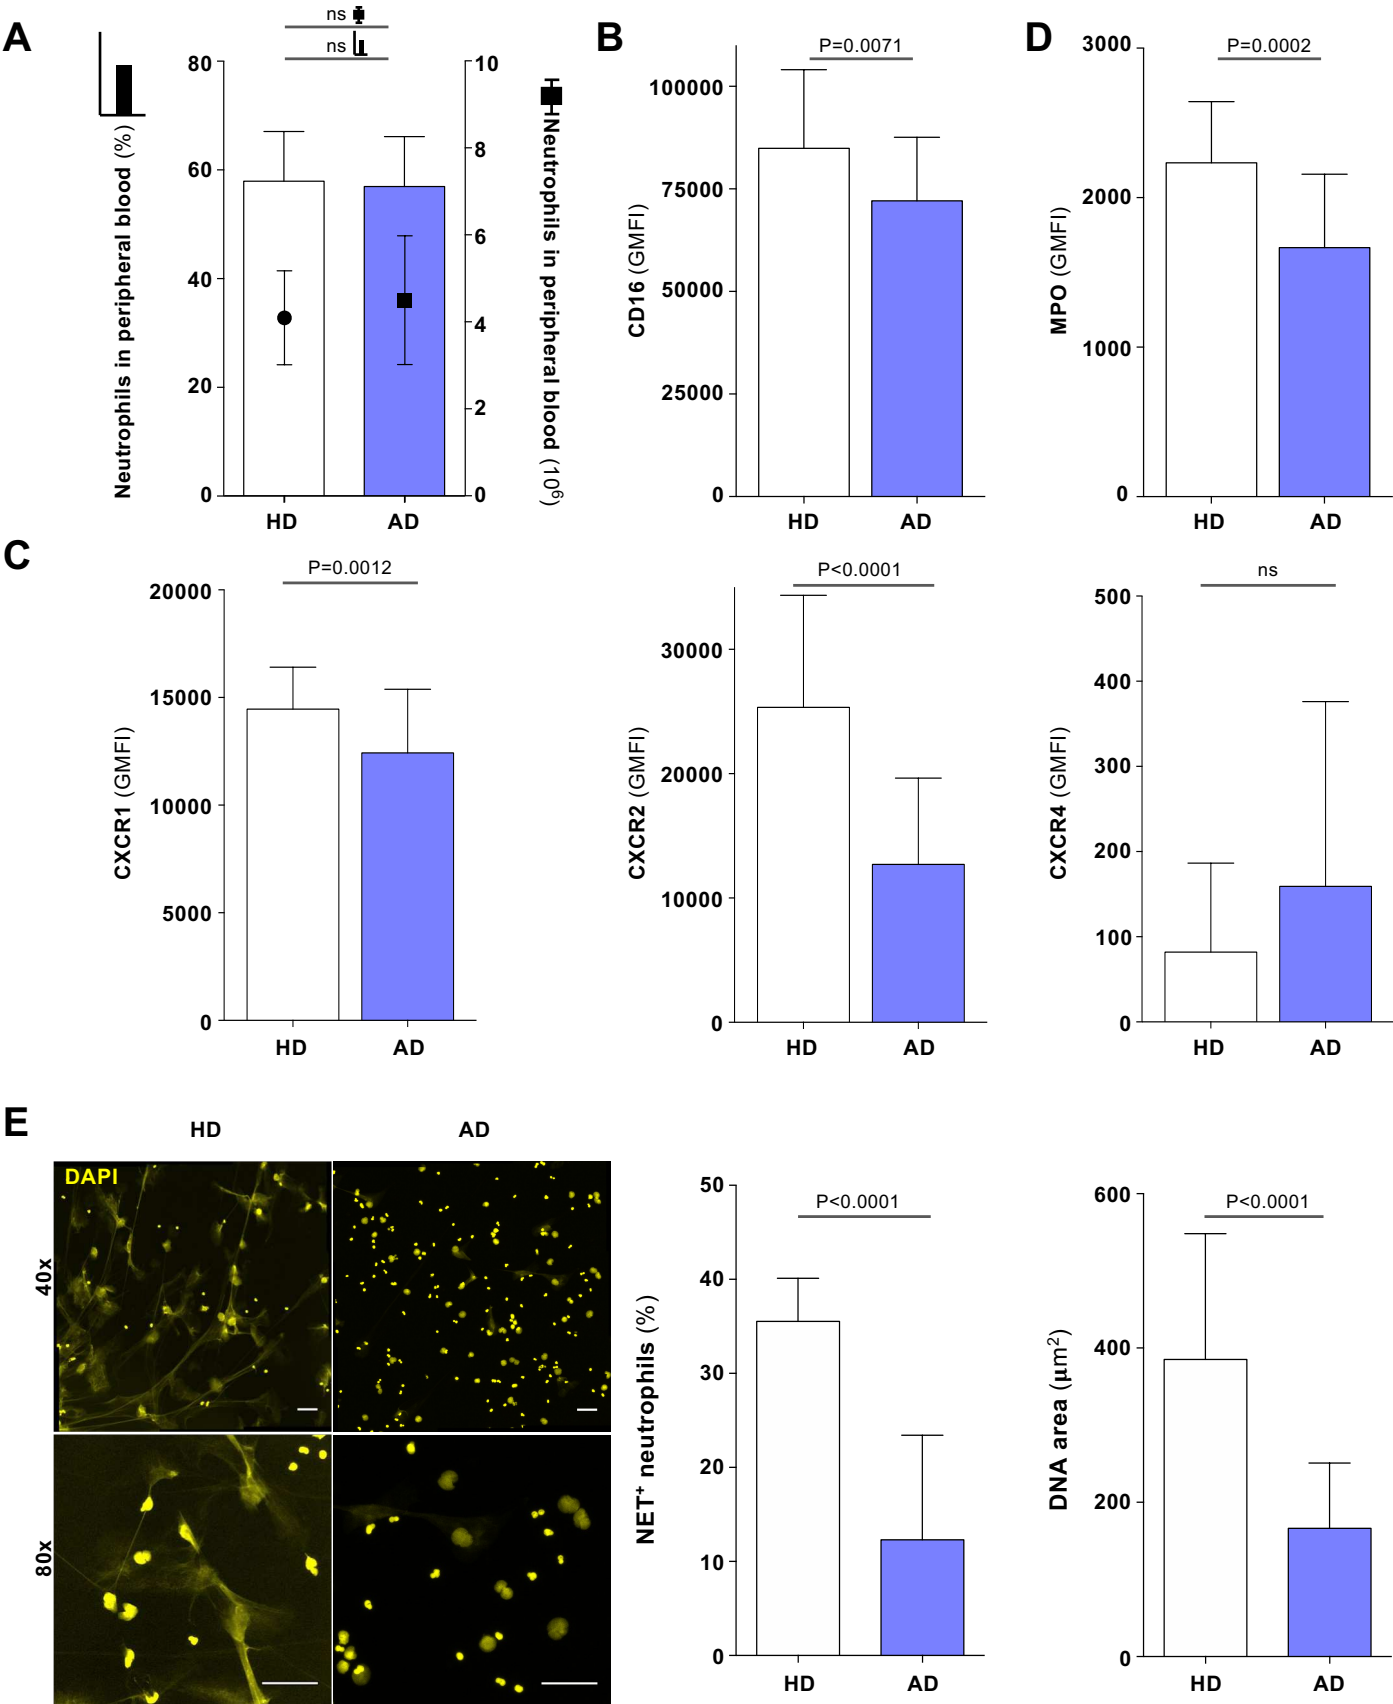 A
ns
ns
Neutrophils in peripheral blood (%)
80
60
40
20
0
10
8
6
4
2
0
Neutrophils in peripheral blood (10⁶)
HD AD
B
P=0.0071
CD16 (GMFI)
100000
75000
50000
25000
0
HD AD
D
P=0.0002
MPO (GMFI)
3000
2000
1000
0
HD AD
C
P=0.0012
CXCR1 (GMFI)
20000
15000
10000
5000
0
HD AD
P<0.0001
CXCR2 (GMFI)
30000
20000
10000
0
HD AD
ns
CXCR4 (GMFI)
500
400
300
200
100
0
HD AD
E
HD AD
DAPI
40x
80x
P<0.0001
NET⁺ neutrophils (%)
50
40
30
20
10
0
HD AD
P<0.0001
DNA area (μm²)
600
400
200
0
HD AD